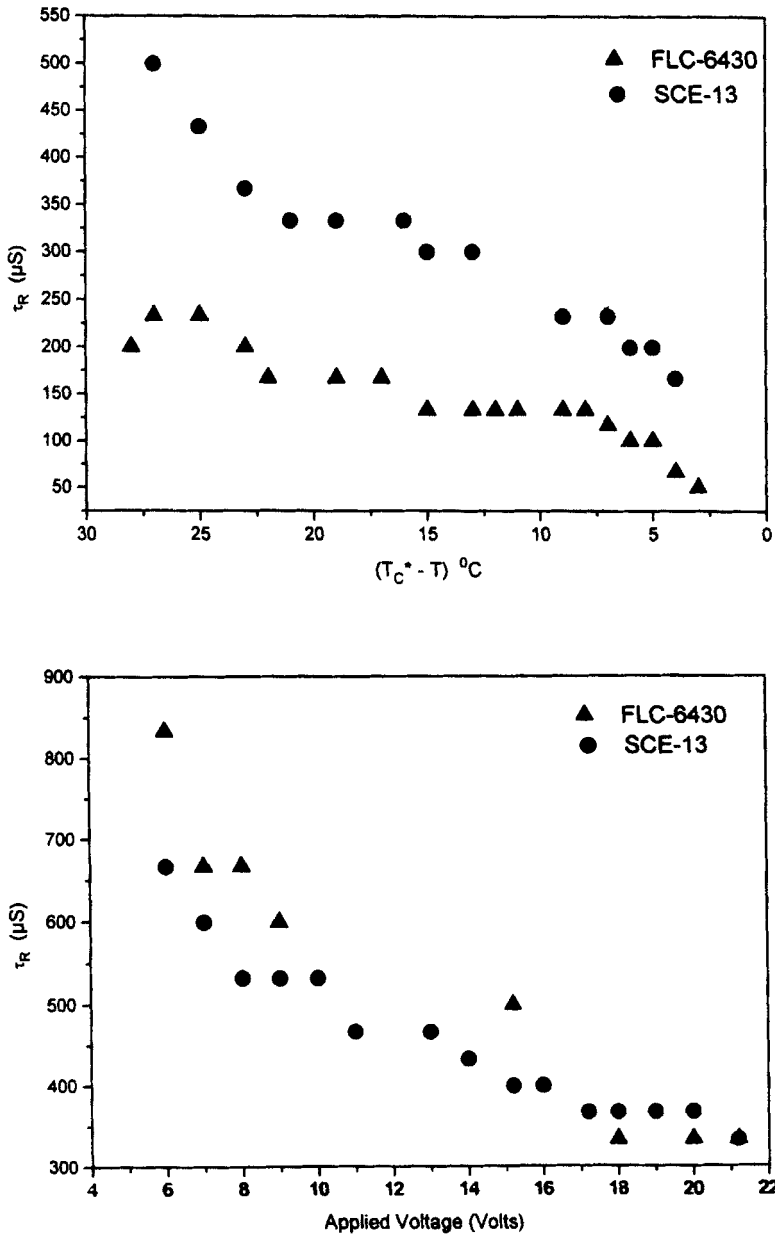 500
450
400
350
300
250
200
150
100
50
τR (µS)
▲ FLC-6430
● SCE-13
30 25 20 15 10 5 0
(TC* - T) ⁰C
900
800
700
600
500
400
300
τR (µS)
▲ FLC-6430
● SCE-13
4 6 8 10 12 14 16 18 20 22
Applied Voltage (Volts)